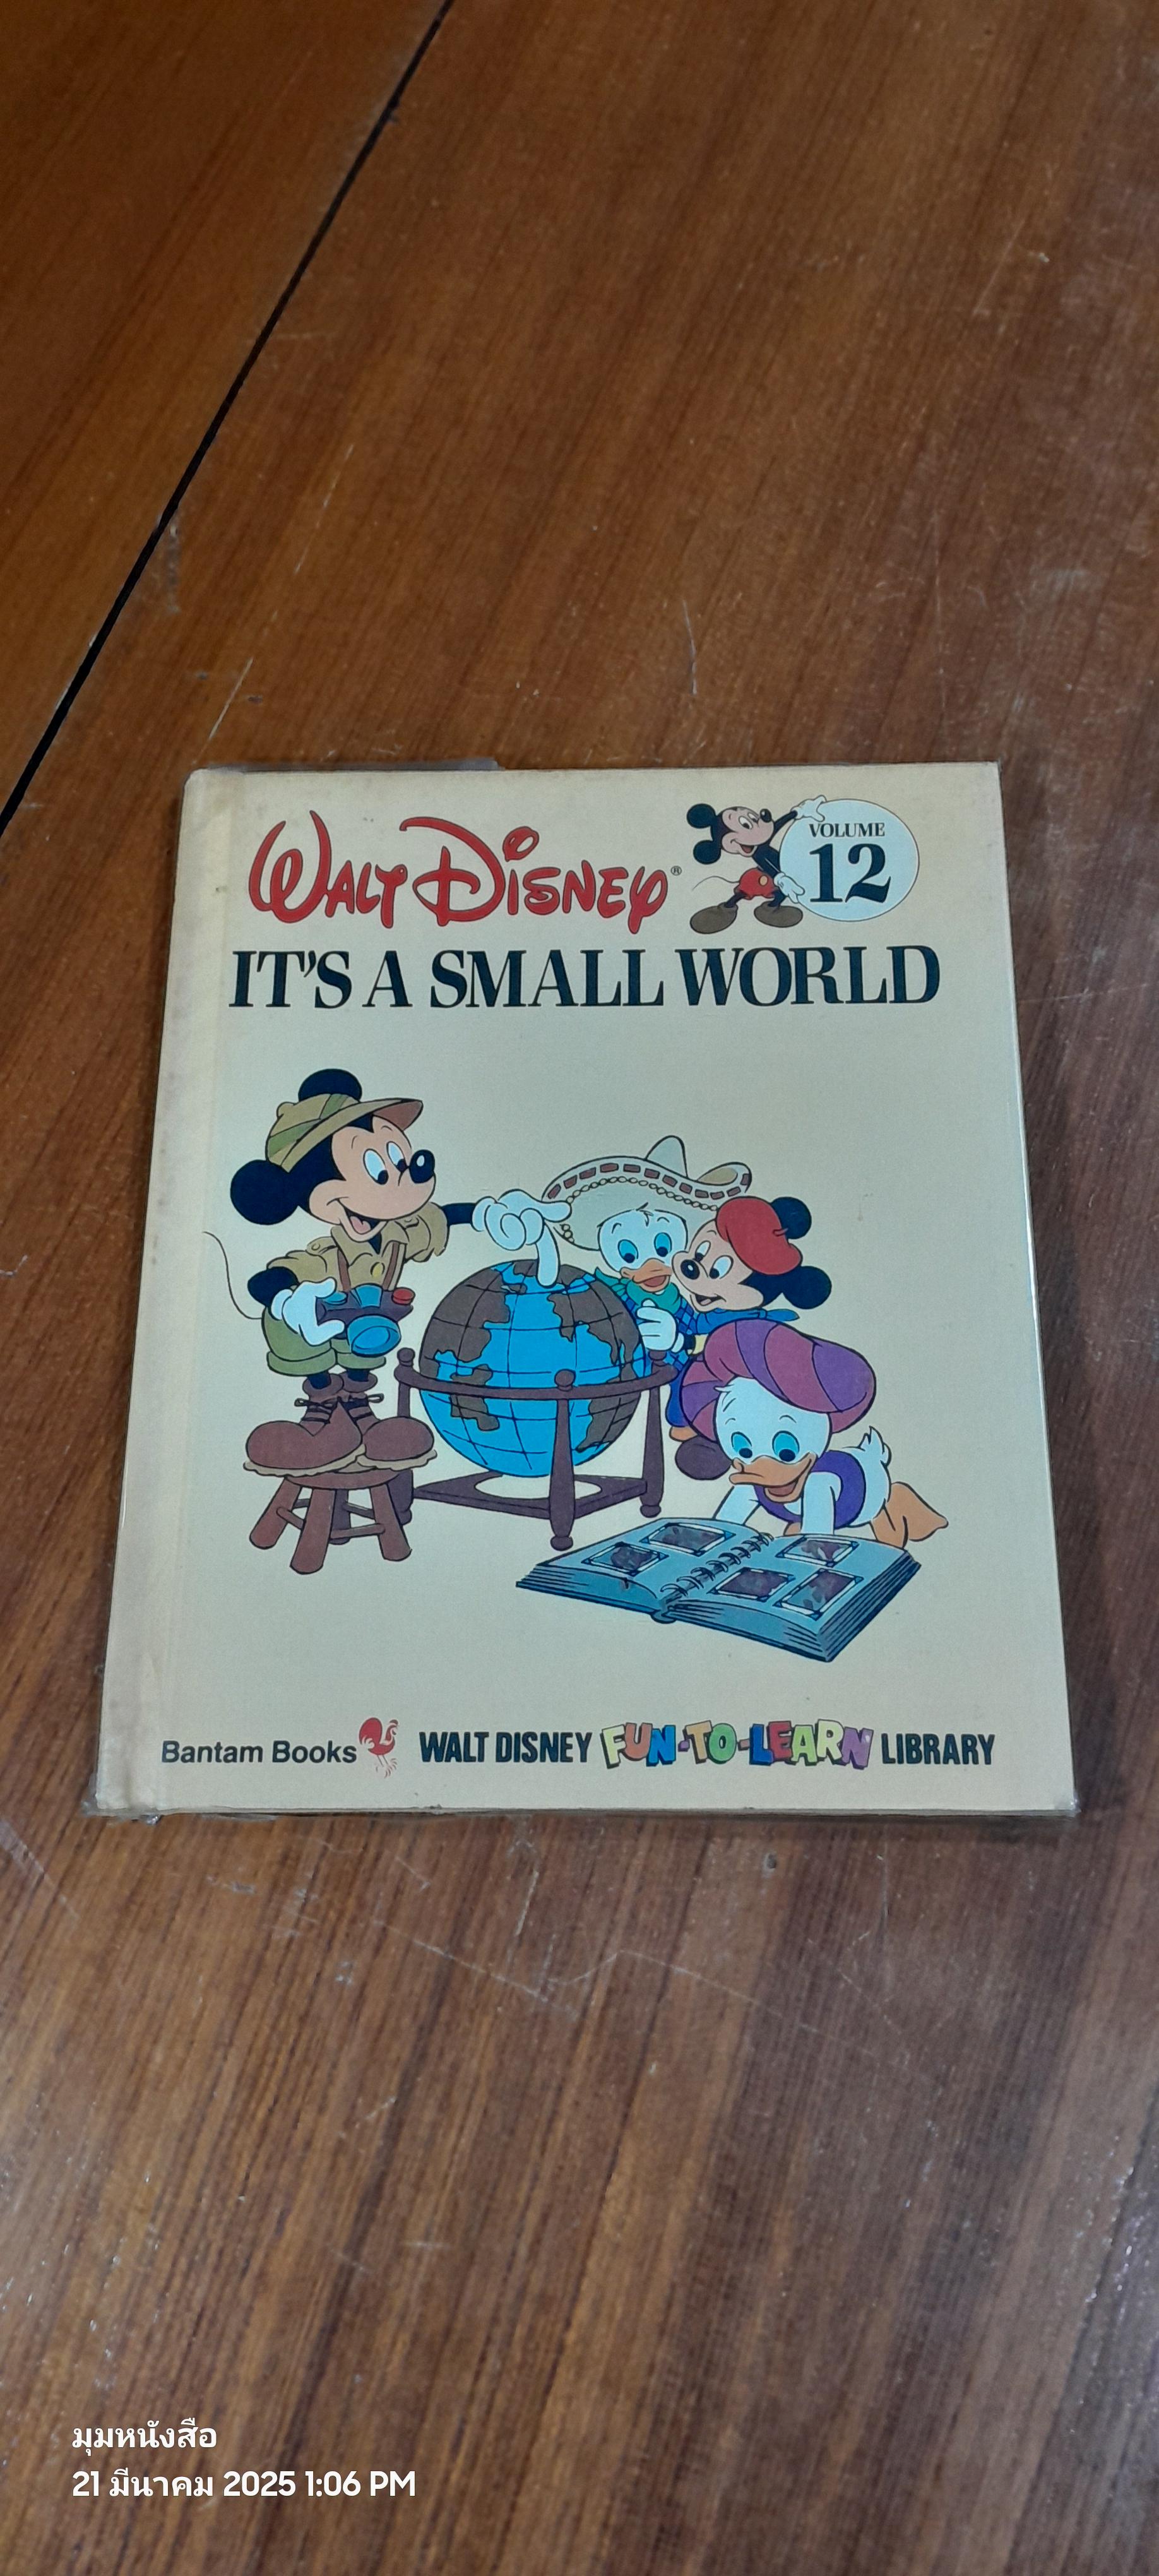 WALT DISNEY®
VOLUME
12
IT'S A SMALL WORLD
Bantam Books WALT DISNEY FUN-TO-LEARN LIBRARY
มุมหนังสือ
21 มีนาคม 2025 1:06 PM